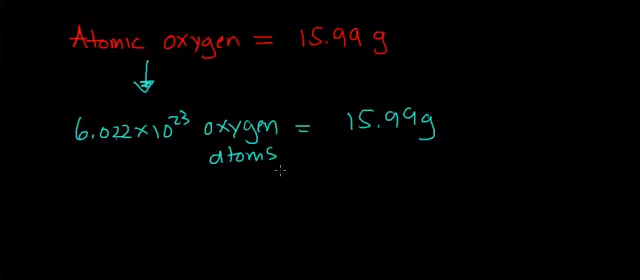 Atomic oxygen = 15.99 g
6.022×10²³ oxygen = 15.99g
atoms